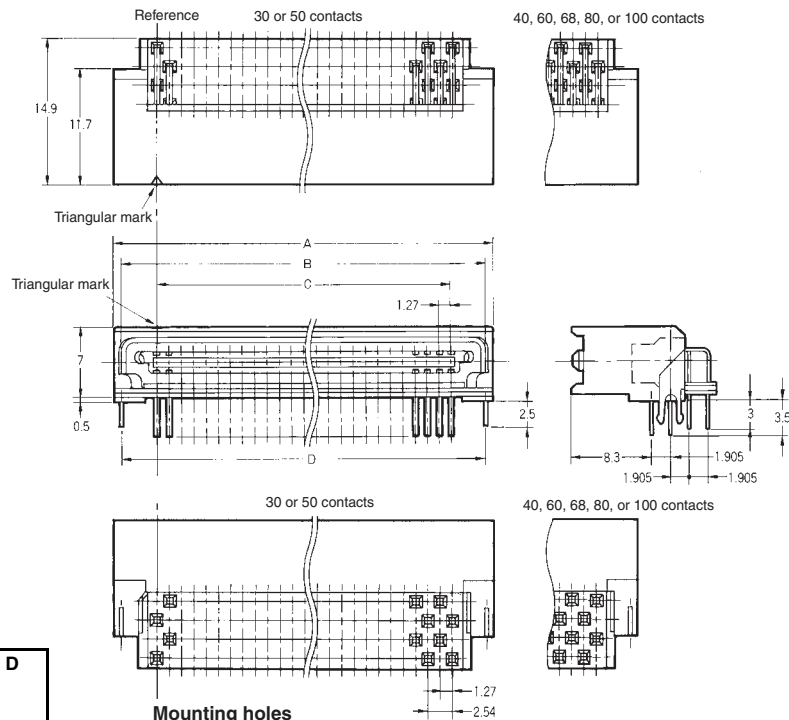 Reference
30 or 50 contacts
40, 60, 68, 80, or 100 contacts
14.9
11.7
Triangular mark
A
B
Triangular mark
C
1.27
7
0.5
2.5
3
3.5
D
8.3
1.905
1.905
1.905
30 or 50 contacts
40, 60, 68, 80, or 100 contacts
D
1.27
2.54
Mounting holes